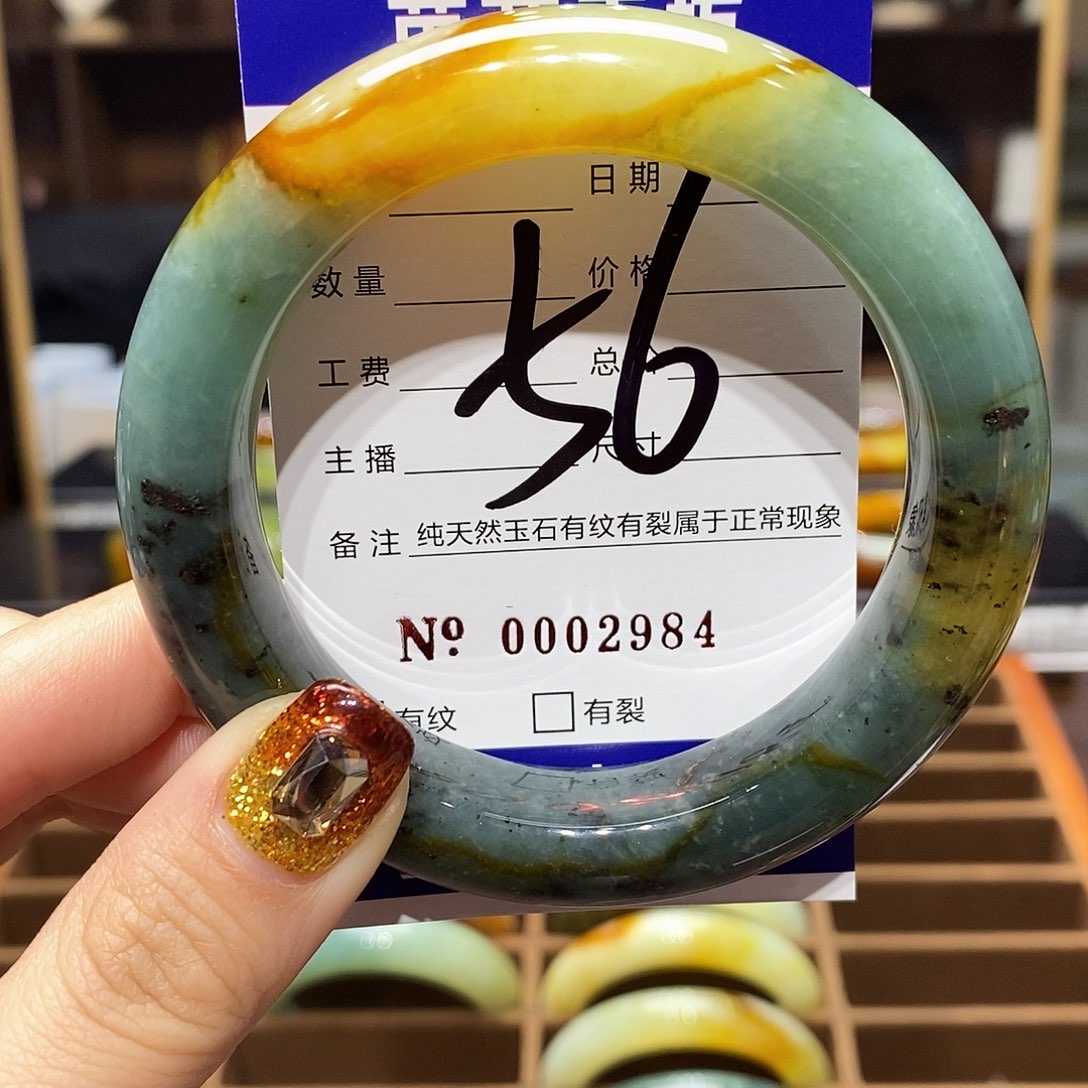 日期
数量 价格
工费 总
主播 尺寸
备注 纯天然玉石有纹有裂属于正常现象
№ 0002984
有纹 □有裂
56